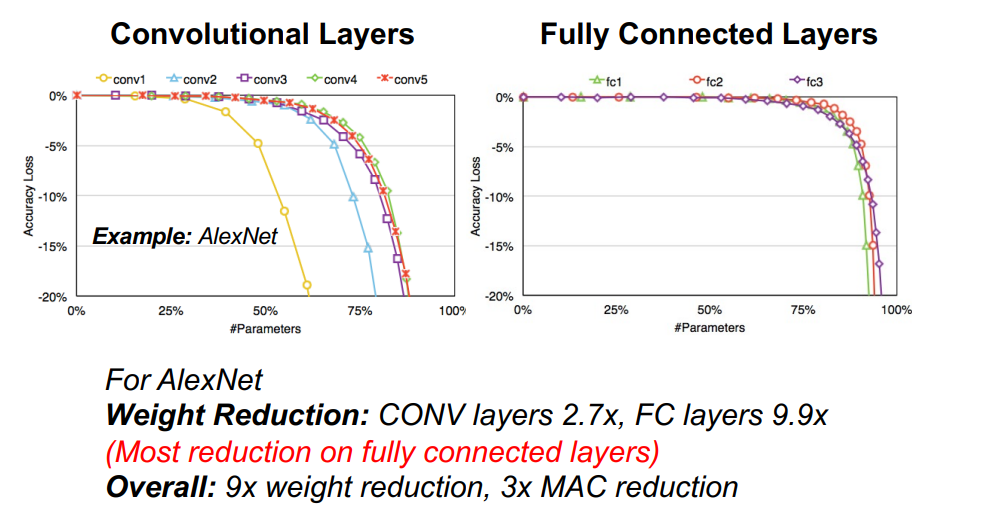 Convolutional Layers
conv1 conv2 conv3 conv4 conv5
0%
-5%
-10%
-15%
-20%
Accuracy Loss
Example: AlexNet
0% 25% 50% 75% 100%
#Parameters
Fully Connected Layers
fc1 fc2 fc3
0%
-5%
-10%
-15%
-20%
Accuracy Loss
0% 25% 50% 75% 100%
#Parameters
For AlexNet
Weight Reduction: CONV layers 2.7x, FC layers 9.9x
(Most reduction on fully connected layers)
Overall: 9x weight reduction, 3x MAC reduction